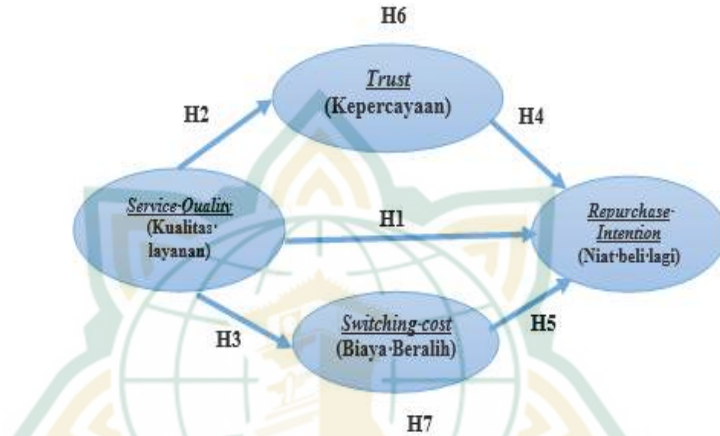 H6
Trust
(Kepercayaan)
H2
H4
Service·Quality
(Kualitas·
layanan)
H1
Repurchase·
Intention
(Niat·beli·lagi)
H3
Switching·cost
(Biaya·Beralih)
H5
H7